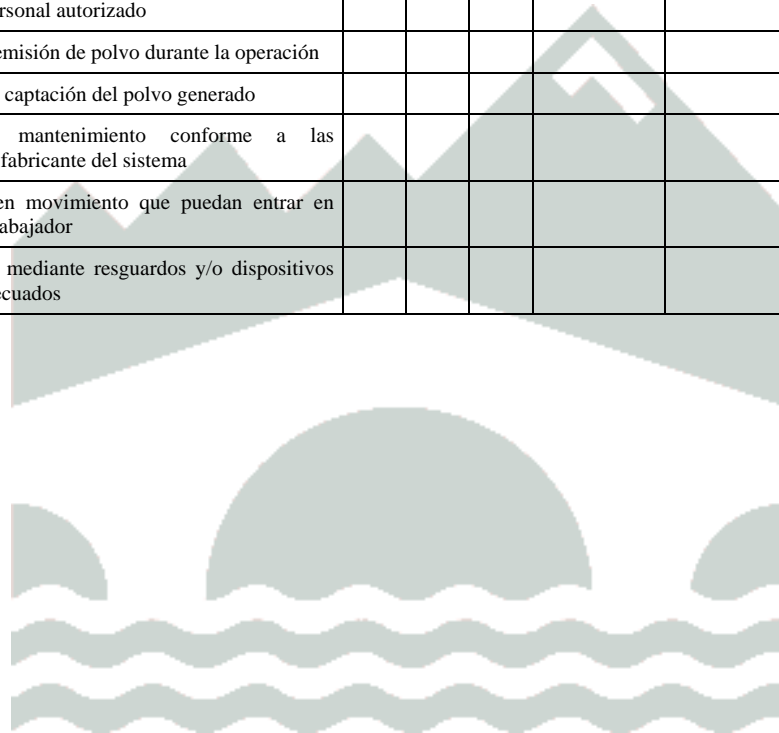 rsonal autorizado
emisión de polvo durante la operación
captación del polvo generado
mantenimiento conforme a las
fabricante del sistema
en movimiento que puedan entrar en
abajador
mediante resguardos y/o dispositivos
ecuados